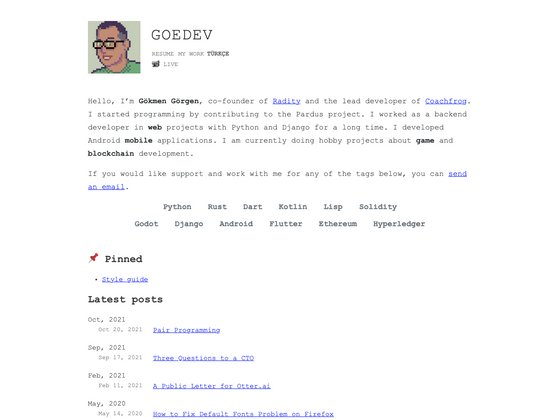 GOEDEV
RESUME MY WORK TÜRKÇE
LIVE
Hello, I’m Gökmen Görgen, co-founder of Radity and the lead developer of Coachfrog.
I started programming by contributing to the Pardus project. I worked as a backend
developer in web projects with Python and Django for a long time. I developed
Android mobile applications. I am currently doing hobby projects about game and
blockchain development.
If you would like support and work with me for any of the tags below, you can send
an email.
Python Rust Dart Kotlin Lisp Solidity
Godot Django Android Flutter Ethereum Hyperledger
📌 Pinned
• Style guide
Latest posts
Oct, 2021
Oct 20, 2021 Pair Programming
Sep, 2021
Sep 17, 2021 Three Questions to a CTO
Feb, 2021
Feb 11, 2021 A Public Letter for Otter.ai
May, 2020
May 14, 2020 How to Fix Default Fonts Problem on Firefox